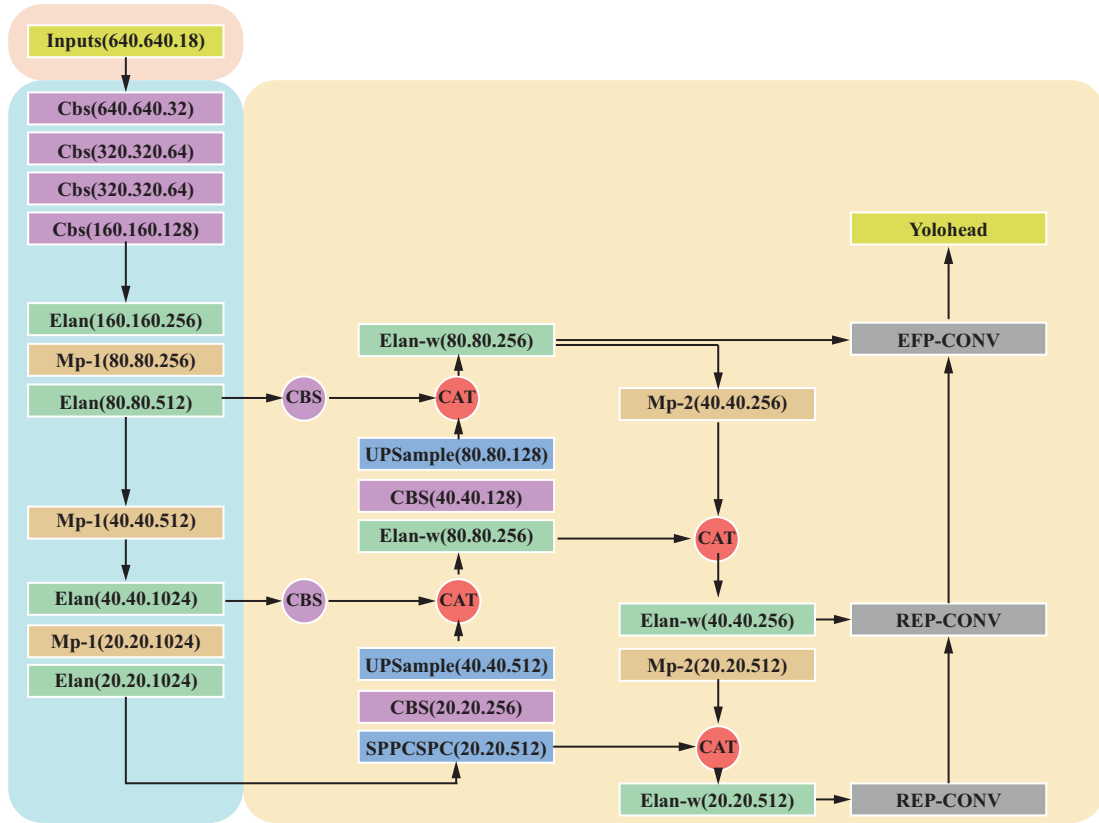 Inputs(640.640.18)
Cbs(640.640.32)
Cbs(320.320.64)
Cbs(320.320.64)
Cbs(160.160.128)
Elan(160.160.256)
Mp-1(80.80.256)
Elan(80.80.512)
Mp-1(40.40.512)
Elan(40.40.1024)
Mp-1(20.20.1024)
Elan(20.20.1024)
CBS
CBS
Elan-w(80.80.256)
CAT
UPSample(80.80.128)
CBS(40.40.128)
Elan-w(80.80.256)
CAT
UPSample(40.40.512)
CBS(20.20.256)
SPPCSPC(20.20.512)
Mp-2(40.40.256)
CAT
Elan-w(40.40.256)
Mp-2(20.20.512)
CAT
Elan-w(20.20.512)
Yolohead
EFP-CONV
REP-CONV
REP-CONV